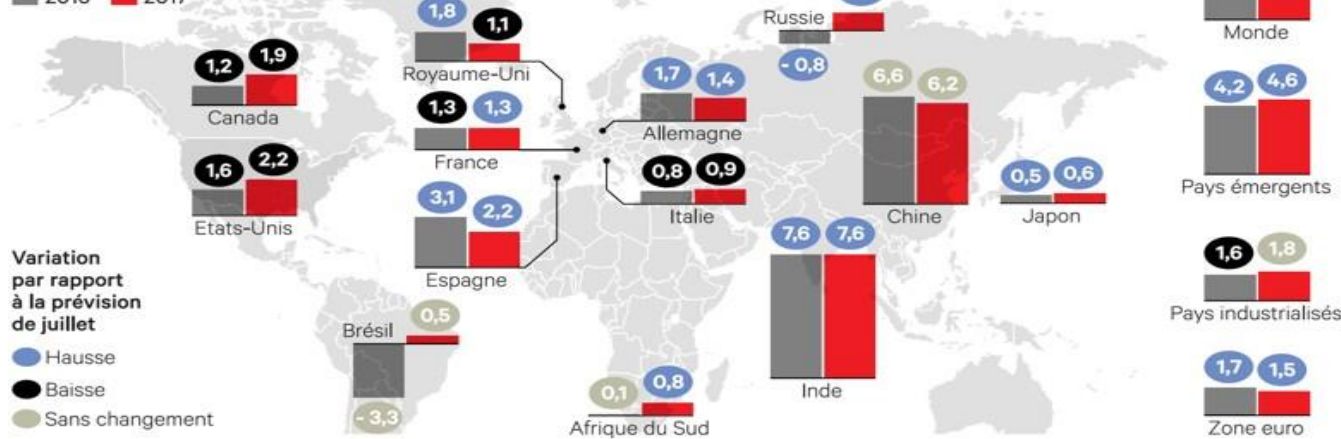 2017
1,8
1,1
Royaume-Uni
Russie
- 0,8
Monde
1,2
1,9
Canada
1,7
1,4
Allemagne
6,6
6,2
Chine
4,2
4,6
Pays émergents
1,3
1,3
France
1,6
2,2
Etats-Unis
0,8
0,9
Italie
0,5
0,6
Japon
3,1
2,2
Espagne
7,6
7,6
Inde
1,6
1,8
Pays industrialisés
Variation
par rapport
à la prévision
de juillet
Hausse
Baisse
Sans changement
Brésil
0,5
- 3,3
0,1
0,8
Afrique du Sud
1,7
1,5
Zone euro